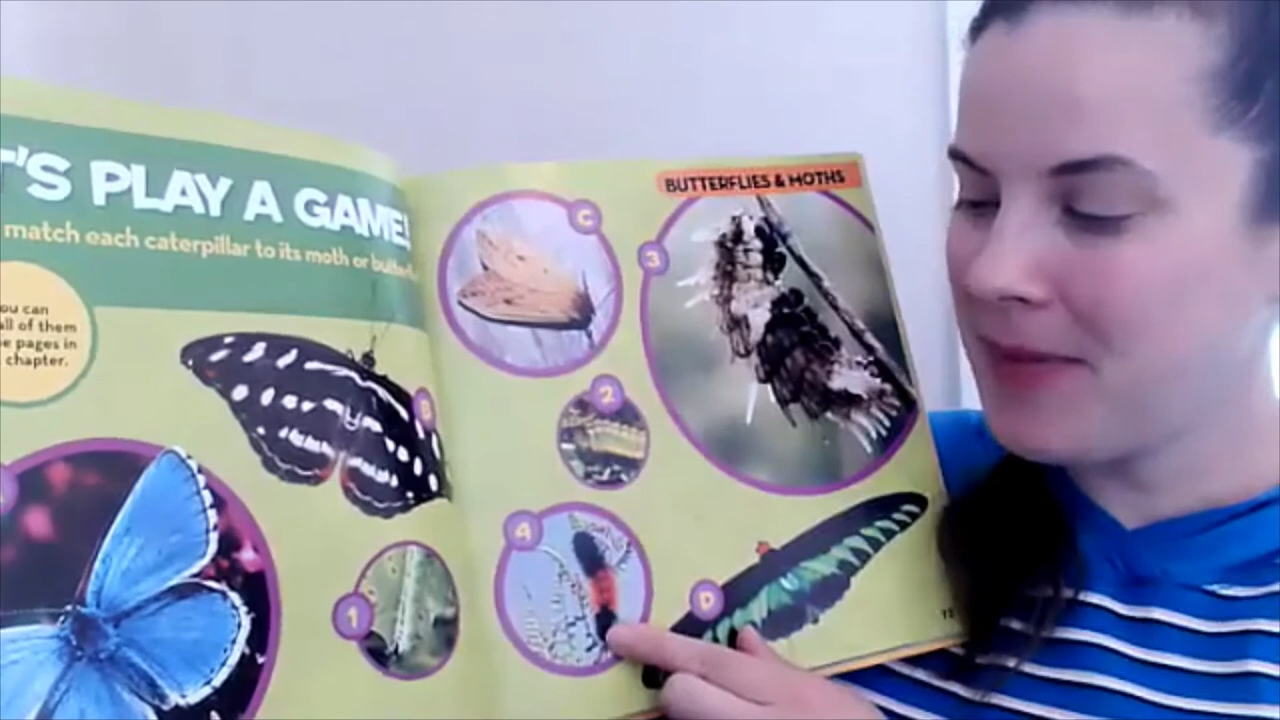 T'S PLAY A GAME!
match each caterpillar to its moth or butterf
ou can
all of them
e pages in
chapter.
B
1
BUTTERFLIES & MOTHS
C
3
2
4
D